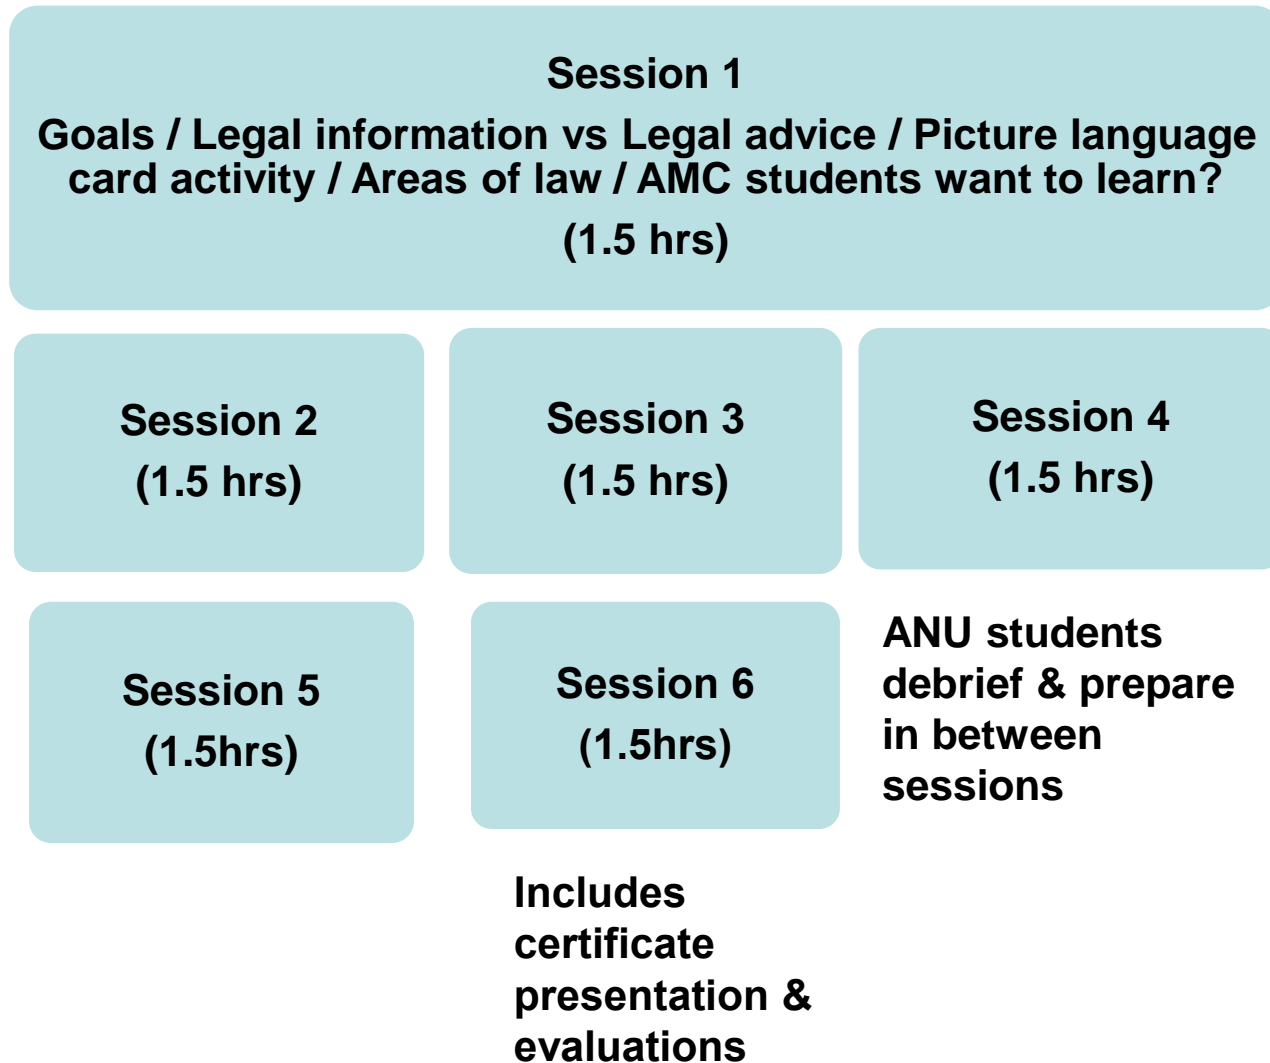 Session 1
Goals / Legal information vs Legal advice / Picture language
card activity / Areas of law / AMC students want to learn?
(1.5 hrs)
Session 2
(1.5 hrs)
Session 3
(1.5 hrs)
Session 4
(1.5 hrs)
Session 5
(1.5hrs)
Session 6
(1.5hrs)
ANU students
debrief & prepare
in between
sessions
Includes
certificate
presentation &
evaluations